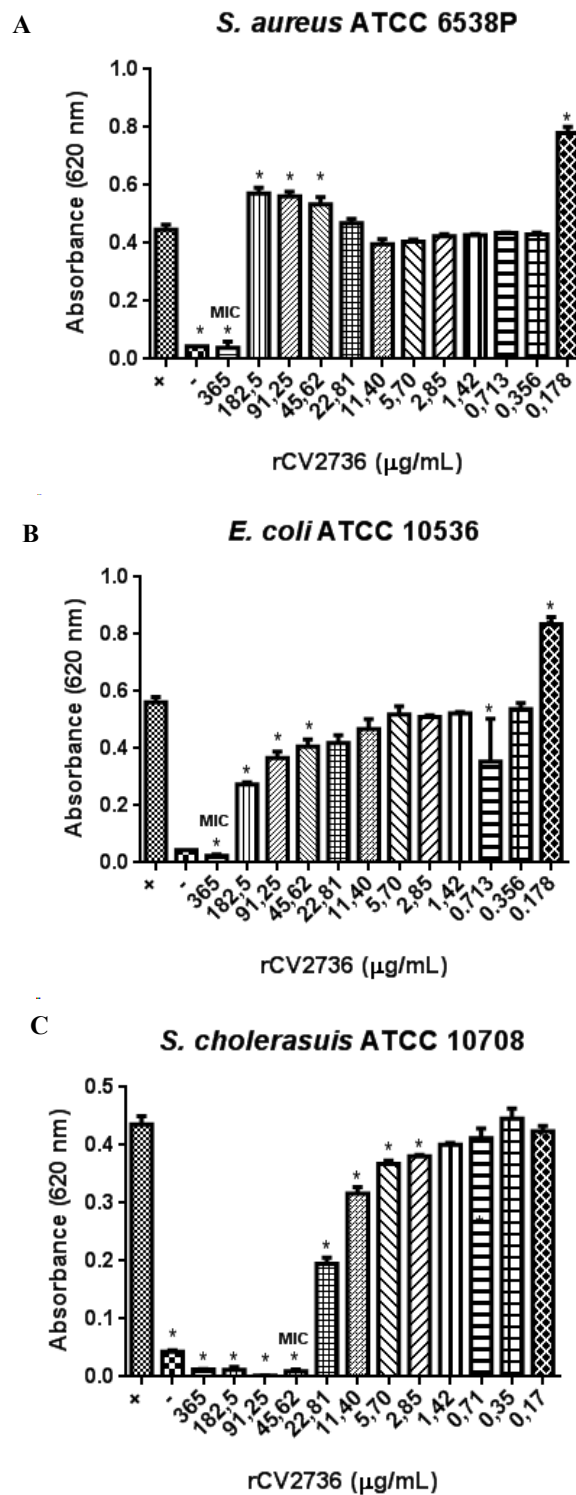 A
S. aureus ATCC 6538P
1.0
0.8
0.6
0.4
0.2
0.0
Absorbance (620 nm)
*
* * *
MIC
* *
+ - 365 182,5 91,25 45,62 22,81 11,40 5,70 2,85 1,42 0,713 0,356 0,178
rCV2736 (µg/mL)
B
E. coli ATCC 10536
1.0
0.8
0.6
0.4
0.2
0.0
Absorbance (620 nm)
*
*
* *
*
MIC
*
+ - 365 182,5 91,25 45,62 22,81 11,40 5,70 2,85 1,42 0.713 0.356 0.178
rCV2736 (µg/mL)
C
S. cholerasuis ATCC 10708
0.5
0.4
0.3
0.2
0.1
0.0
Absorbance (620 nm)
* *
*
*
*
MIC
* * * * *
+ - 365 182,5 91,25 45,62 22,81 11,40 5,70 2,85 1,42 0,71 0,35 0,17
rCV2736 (µg/mL)